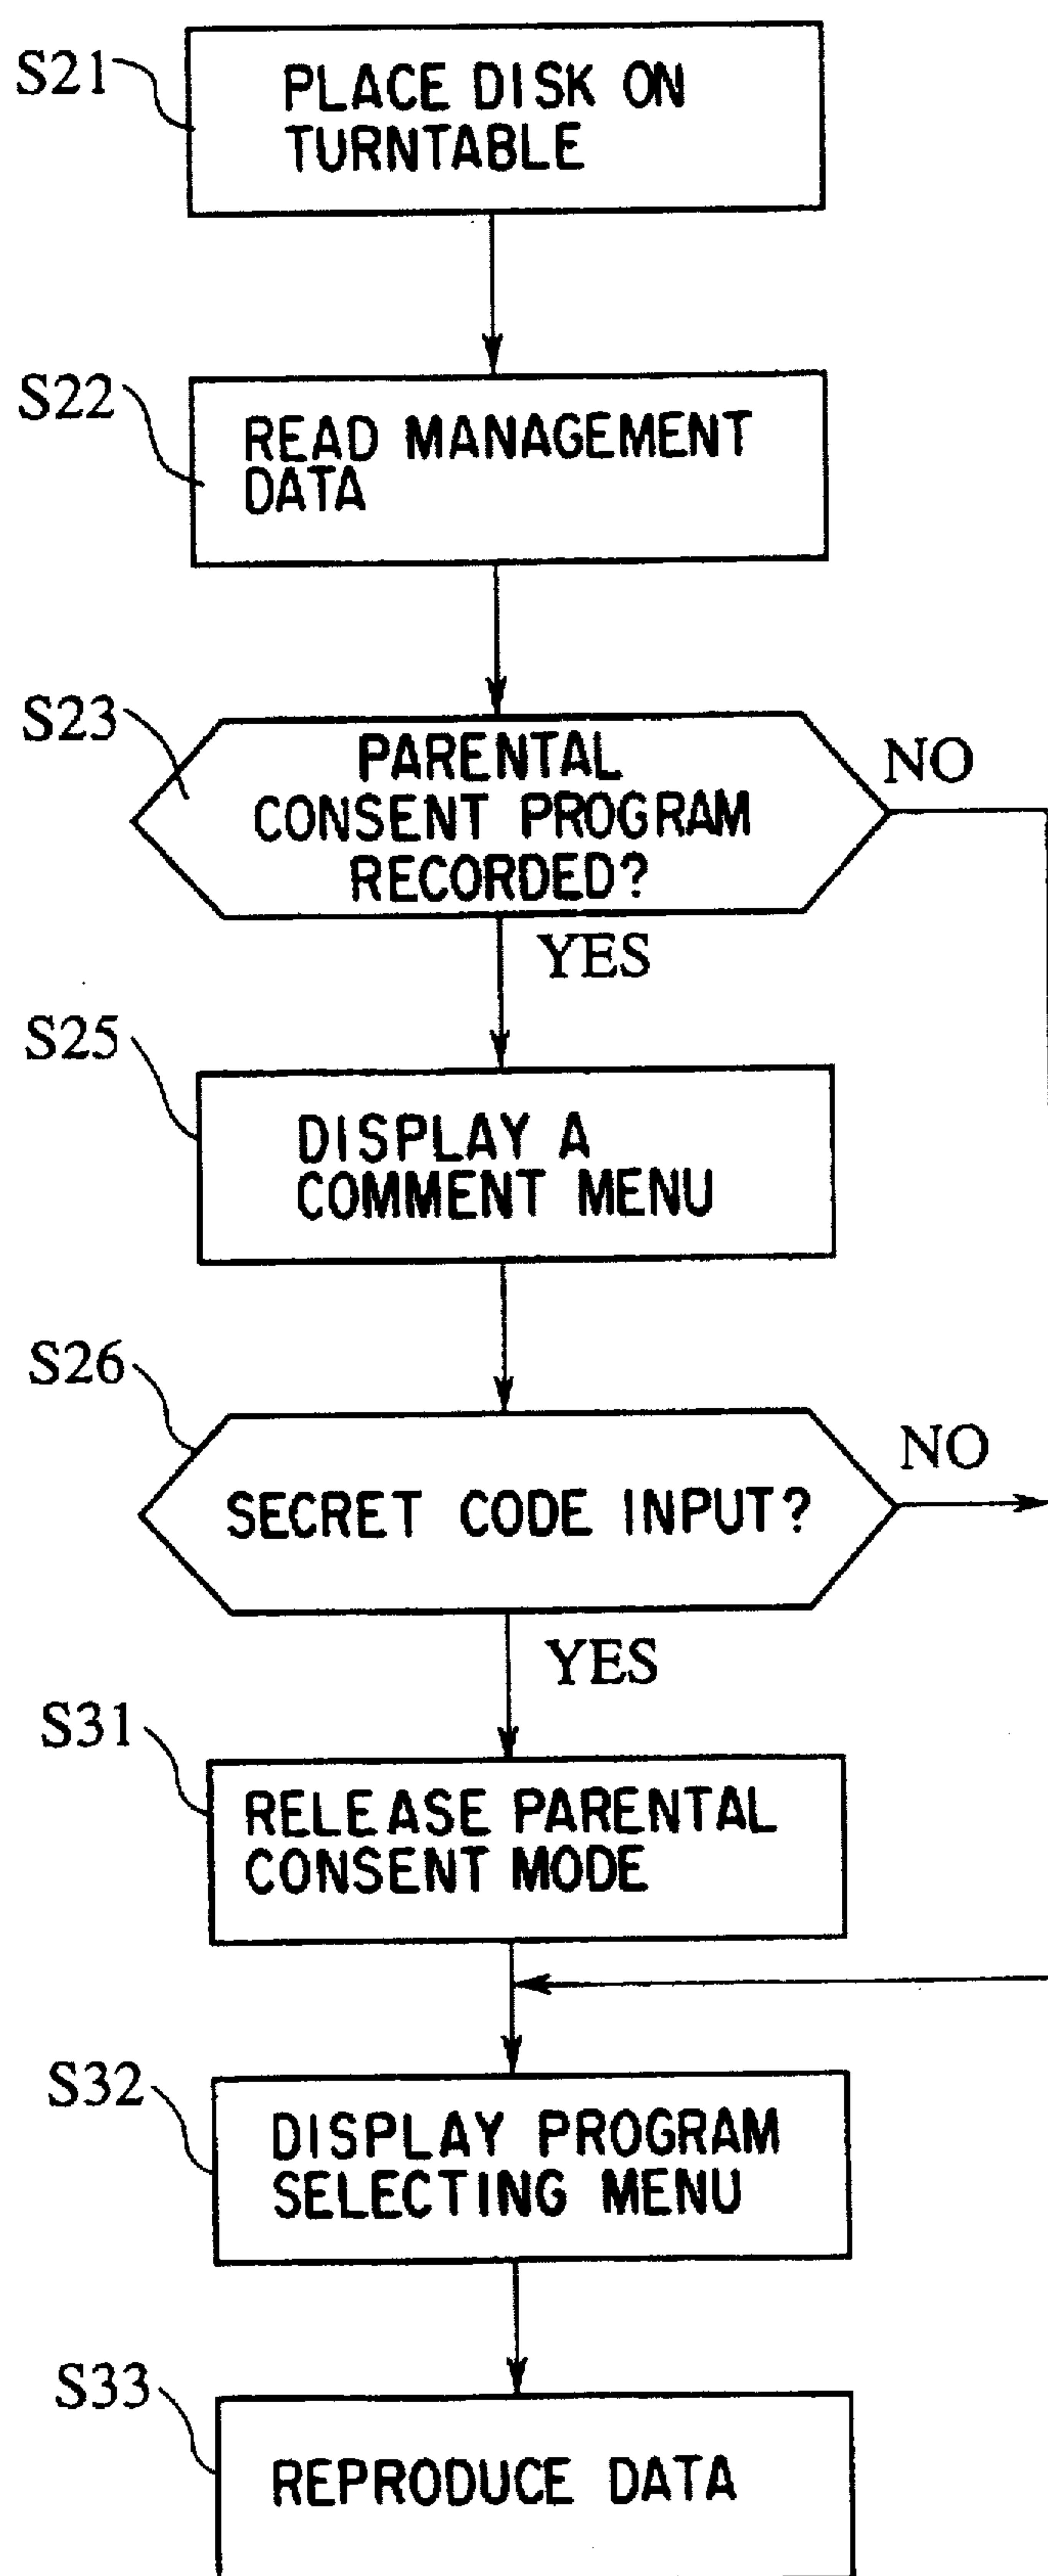 S21
PLACE DISK ON
TURNTABLE
S22
READ MANAGEMENT
DATA
S23
PARENTAL
CONSENT PROGRAM
RECORDED?
NO
YES
S25
DISPLAY A
COMMENT MENU
S26
SECRET CODE INPUT?
NO
YES
S31
RELEASE PARENTAL
CONSENT MODE
S32
DISPLAY PROGRAM
SELECTING MENU
S33
REPRODUCE DATA